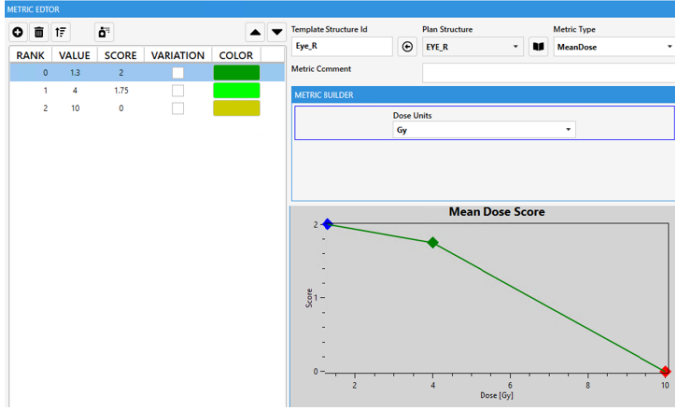 METRIC EDTOR
Template Structure Id
Plan Structure
Metric Type
Eye_R
EYE_R
MeanDose
RANK VALUE SCORE VARIATION COLOR
0 1.3 2
1 4 1.75
2 10 0
Metric Comment
METRIC BUILDER
Dose Units
Gy
Mean Dose Score
2
1
0
Score
2 4 6 8 10
Dose [Gy]